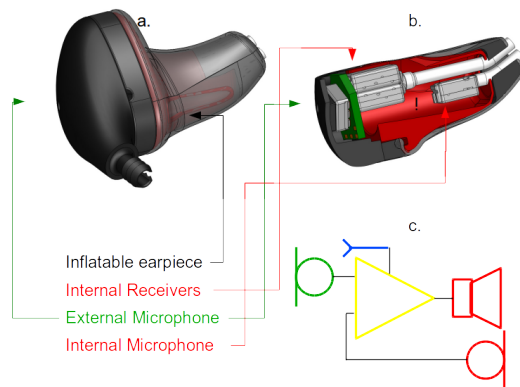 a.
b.
c.
Inflatable earpiece
Internal Receivers
External Microphone
Internal Microphone